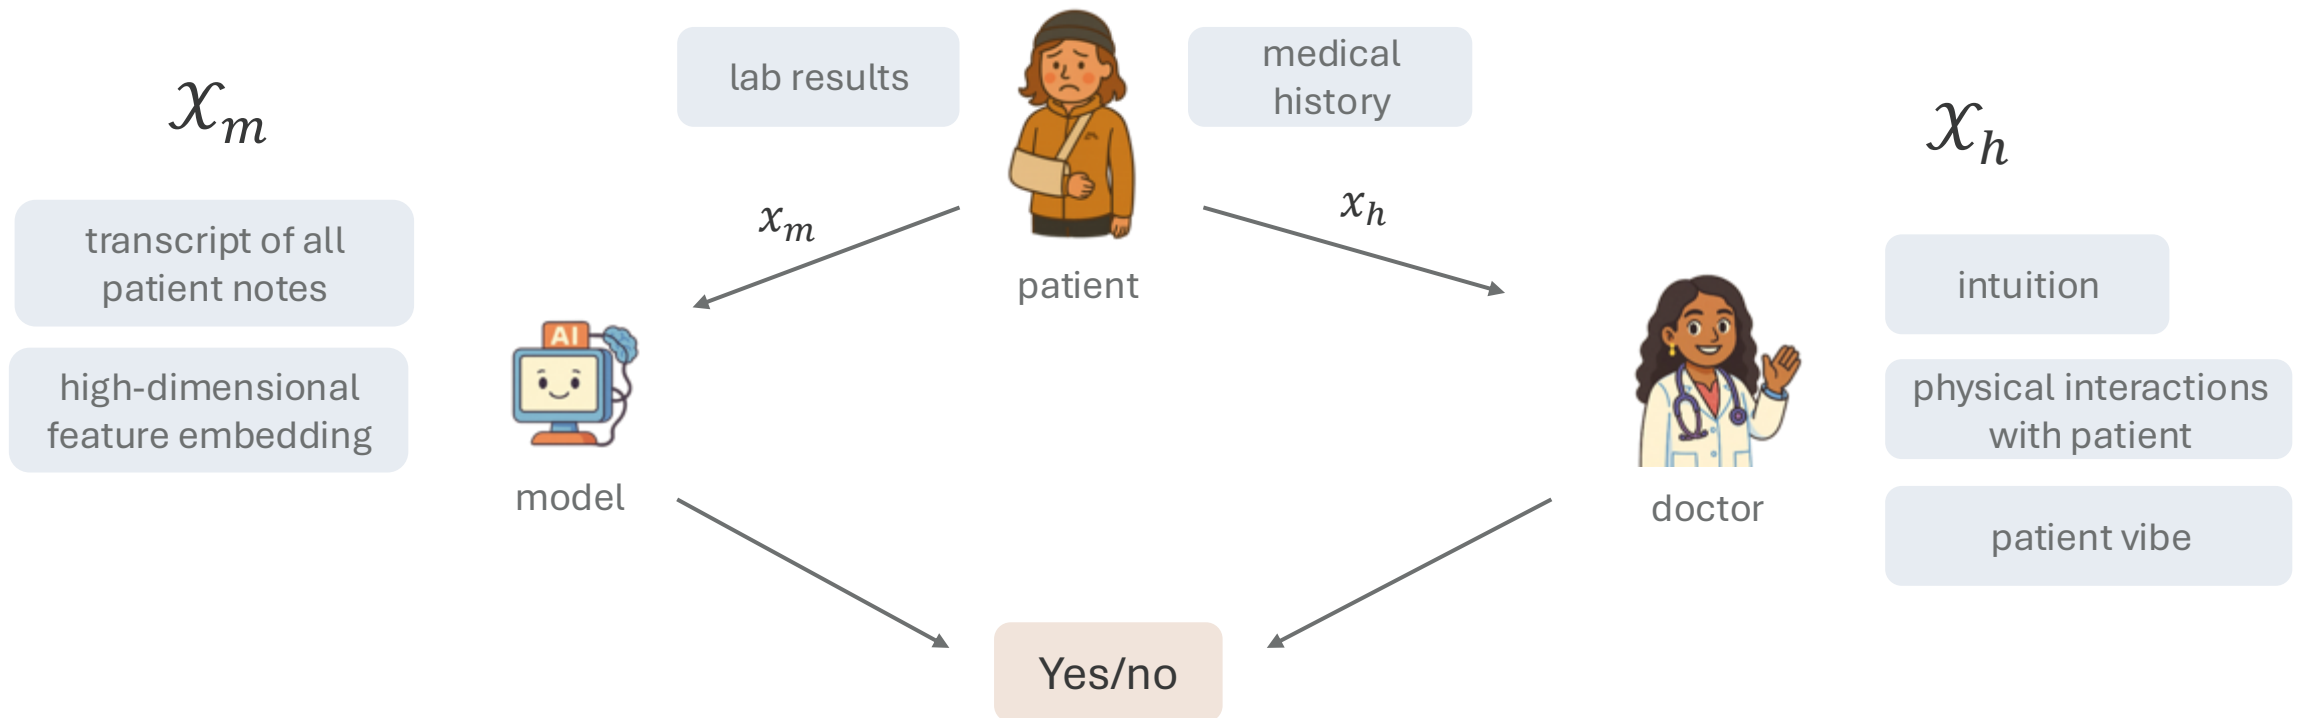 lab results
medical
history
𝒳ₘ
𝒳ₕ
xₘ
xₕ
transcript of all
patient notes
patient
intuition
AI
high-dimensional
feature embedding
physical interactions
with patient
model
doctor
patient vibe
Yes/no